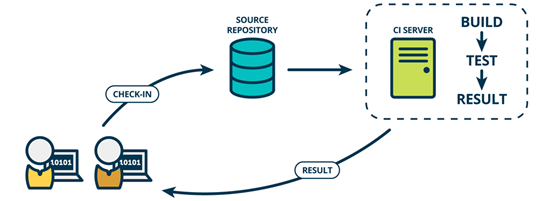 SOURCE
REPOSITORY
CI SERVER
BUILD
TEST
RESULT
CHECK-IN
RESULT
10101
10101